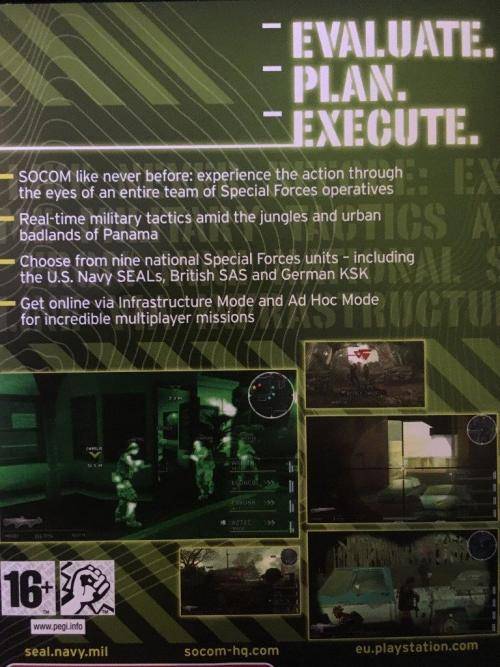 EVALUATE.
PLAN.
EXECUTE.
SOCOM like never before: experience the action through
the eyes of an entire team of Special Forces operatives
Real-time military tactics amid the jungles and urban
badlands of Panama
Choose from nine national Special Forces units – including
the U.S. Navy SEALs, British SAS and German KSK
Get online via Infrastructure Mode and Ad Hoc Mode
for incredible multiplayer missions
16+
www.pegi.info
seal.navy.mil
socom-hq.com
eu.playstation.com